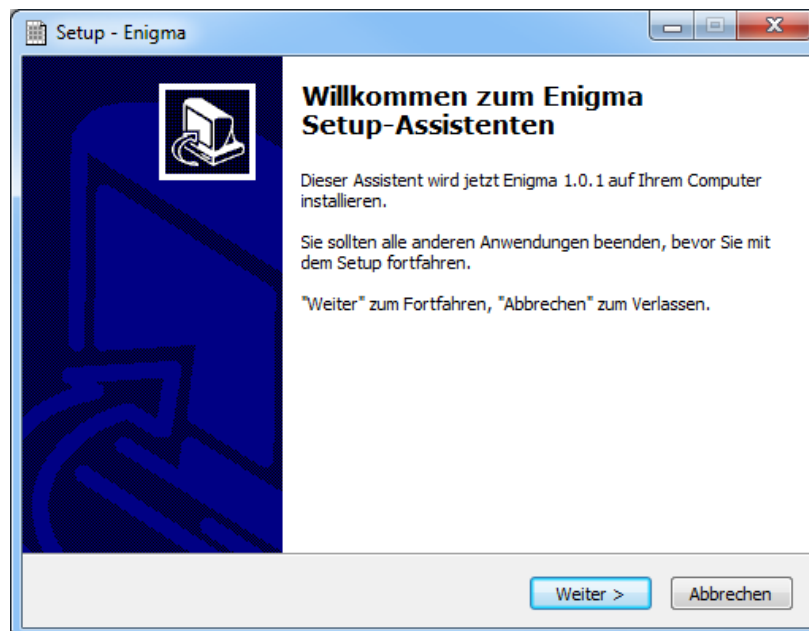 Setup - Enigma
Willkommen zum Enigma
Setup-Assistenten
Dieser Assistent wird jetzt Enigma 1.0.1 auf Ihrem Computer
installieren.
Sie sollten alle anderen Anwendungen beenden, bevor Sie mit
dem Setup fortfahren.
"Weiter" zum Fortfahren, "Abbrechen" zum Verlassen.
Weiter >
Abbrechen